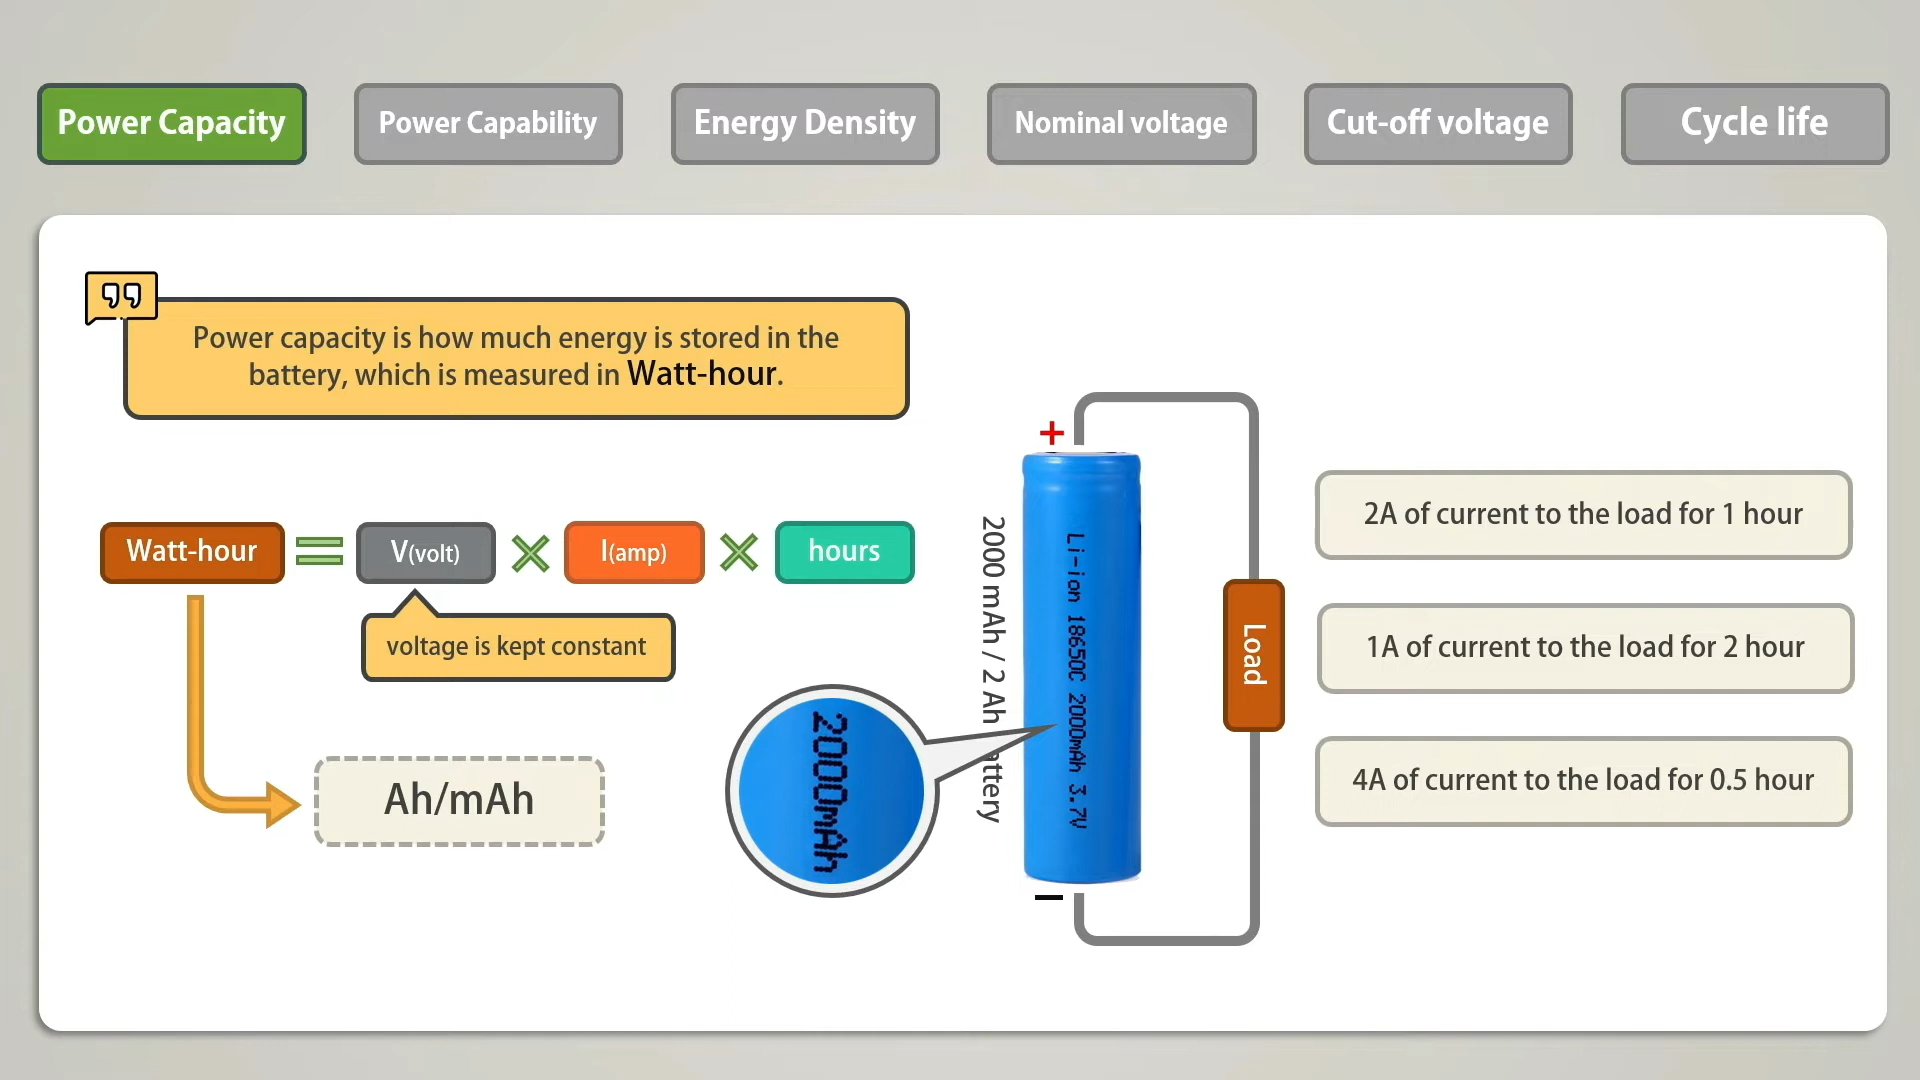 Power Capacity
Power Capability
Energy Density
Nominal voltage
Cut-off voltage
Cycle life
Power capacity is how much energy is stored in the
battery, which is measured in Watt-hour.
Watt-hour = V(volt) × I(amp) × hours
voltage is kept constant
Ah/mAh
2000mAh
2000 mAh / 2 Ah
+
Li-ion 18650C 2000mAh 3.7V
−
Load
2A of current to the load for 1 hour
1A of current to the load for 2 hour
4A of current to the load for 0.5 hour